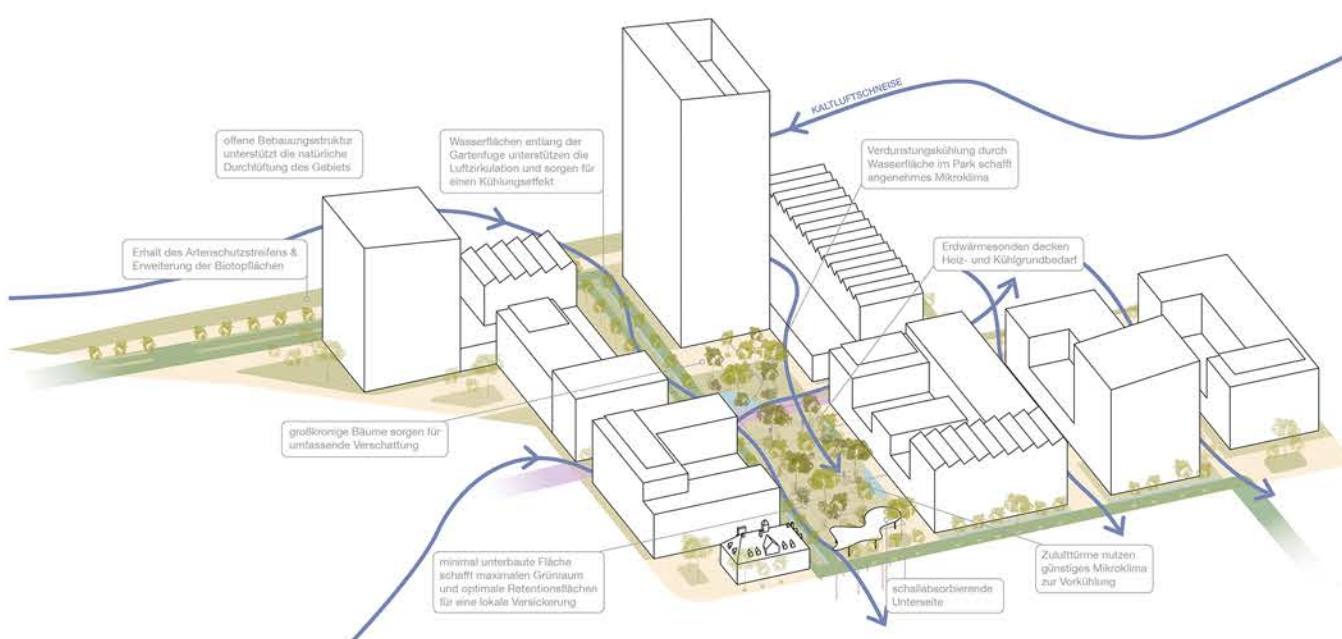 KALTLUFTSCHNEISE
offene Bebauungsstruktur
unterstützt die natürliche
Durchlüftung des Gebiets
Wasserflächen entlang der
Gartenfuge unterstützen die
Luftzirkulation und sorgen für
einen Kühlungseffekt
Verdunstungskühlung durch
Wasserfläche im Park schafft
angenehmes Mikroklima
Erhalt des Artenschutzstreifens &
Erweiterung der Biotopflächen
Erdwärmesonden decken
Heiz- und Kühlgrundbedarf
großkronige Bäume sorgen für
umfassende Verschattung
minimal unterbaute Fläche
schafft maximalen Grünraum
und optimale Retentionsflächen
für eine lokale Versickerung
schallabsorbierende
Unterseite
Zulufttürme nutzen
günstiges Mikroklima
zur Vorkühlung